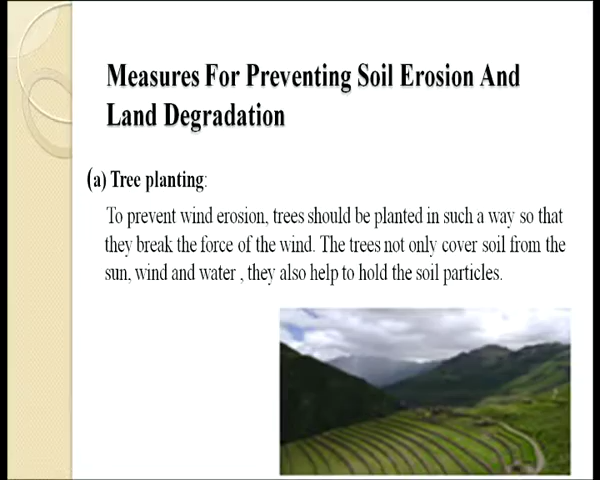 Measures For Preventing Soil Erosion And
Land Degradation
(a) Tree planting:
To prevent wind erosion, trees should be planted in such a way so that
they break the force of the wind. The trees not only cover soil from the
sun, wind and water , they also help to hold the soil particles.